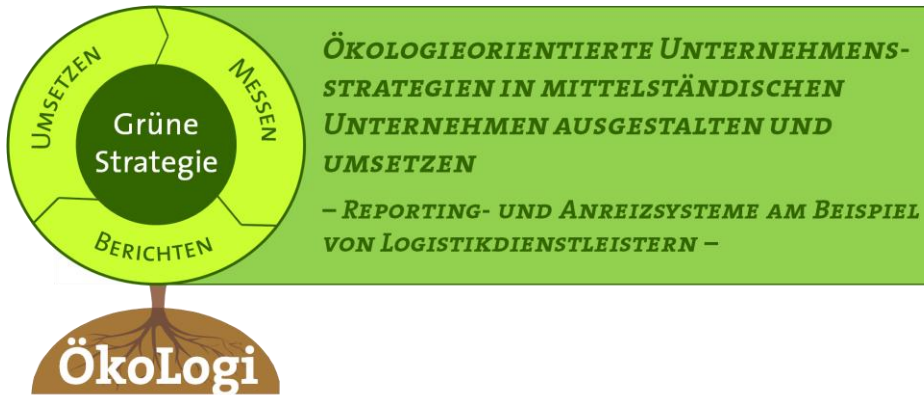 UMSETZEN
MESSEN
Grüne
Strategie
BERICHTEN
ÖKOLOGIEORIENTIERTE UNTERNEHMENS-
STRATEGIEN IN MITTELSTÄNDISCHEN
UNTERNEHMEN AUSGESTALTEN UND
UMSETZEN
– REPORTING- UND ANREIZSYSTEME AM BEISPIEL
VON LOGISTIKDIENSTLEISTERN –
ÖkoLogi